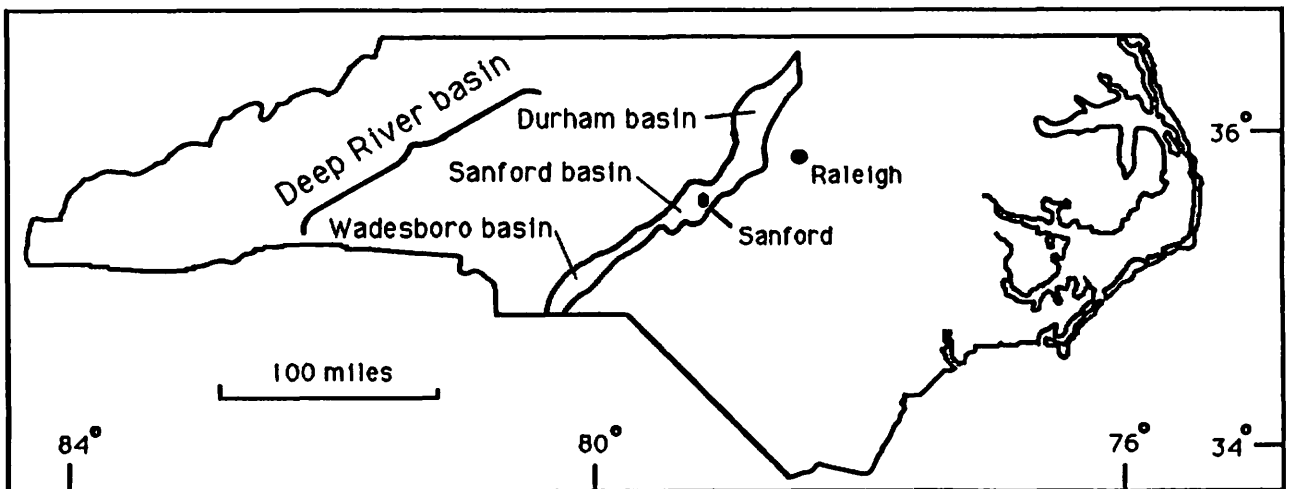 Deep River basin
Durham basin
36°
Sanford basin
Raleigh
Wadesboro basin
Sanford
100 miles
84°
80°
76°
34°